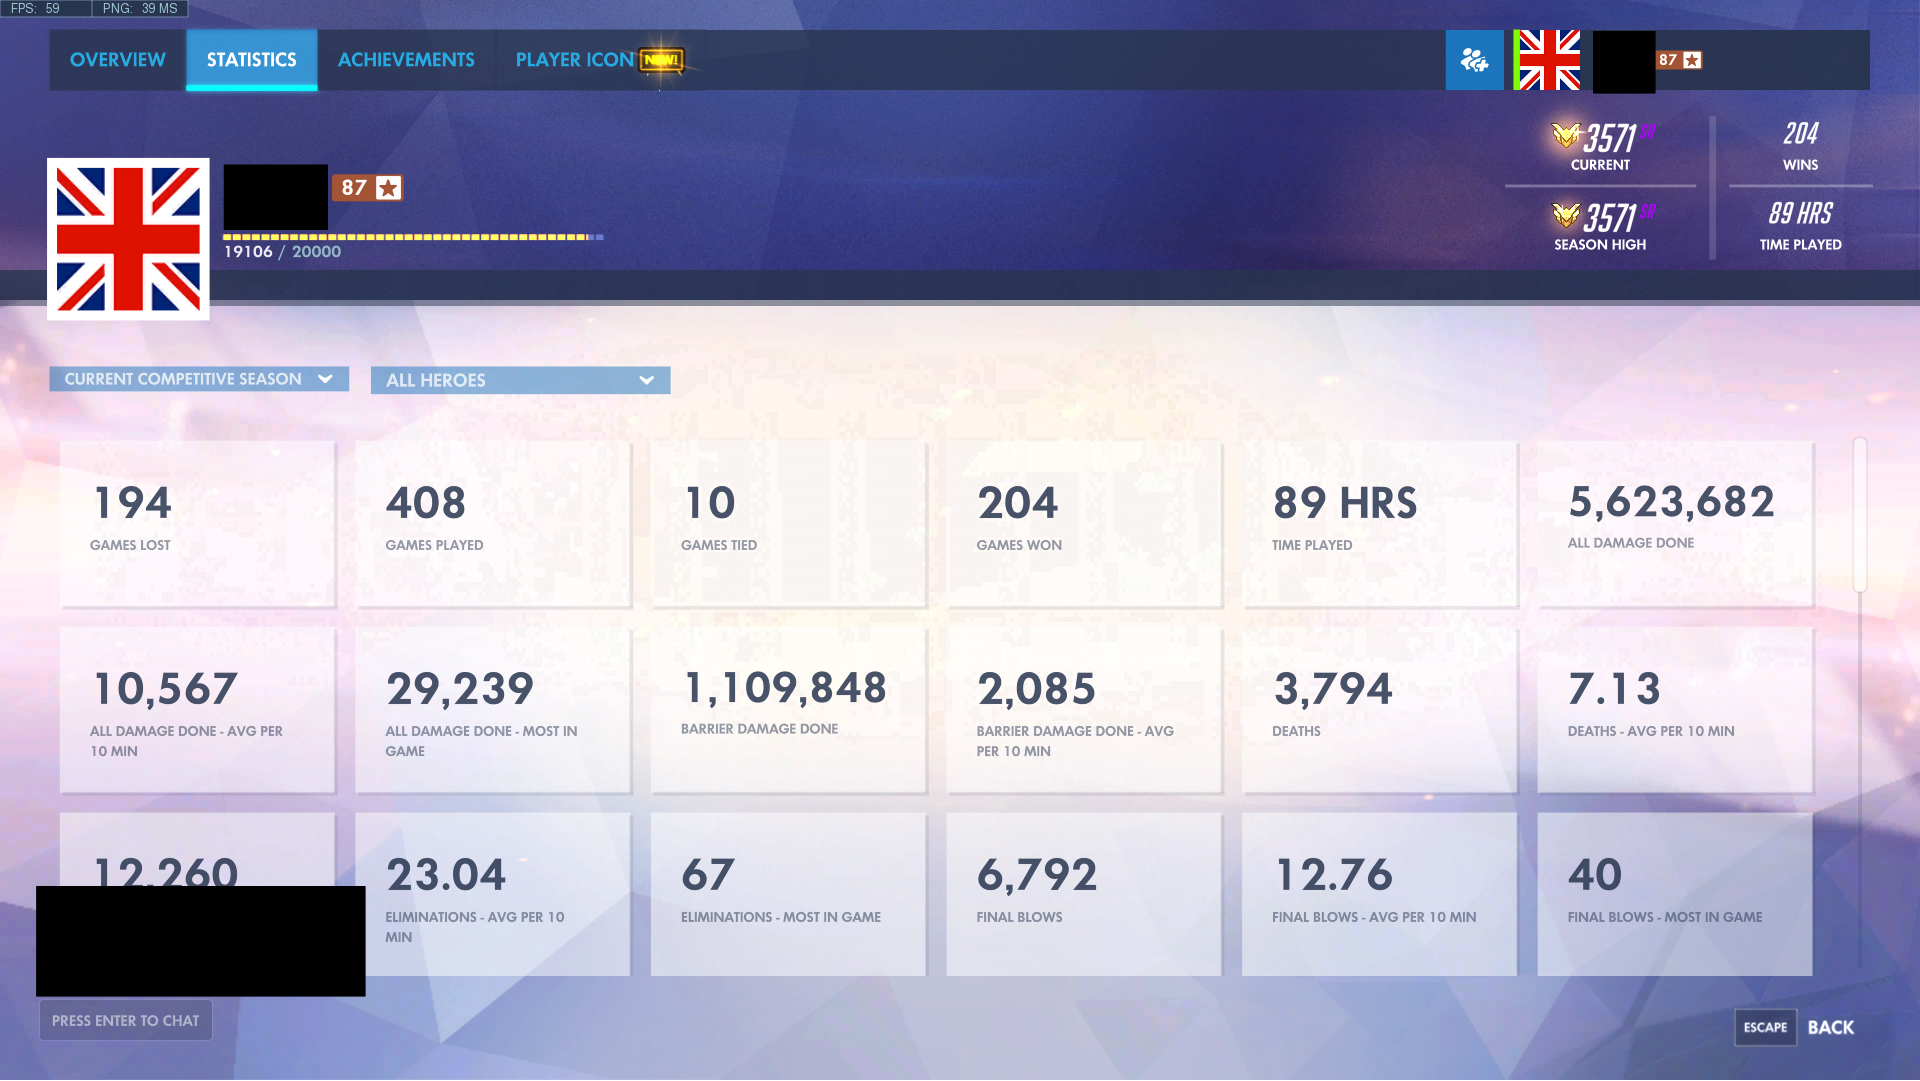 FPS: 59 PNG: 39 MS
OVERVIEW STATISTICS ACHIEVEMENTS PLAYER ICON NEW! 87
3571 SR 204
CURRENT WINS
87
3571 SR 89 HRS
SEASON HIGH TIME PLAYED
19106 / 20000
CURRENT COMPETITIVE SEASON ALL HEROES
194 408 10 204 89 HRS 5,623,682
GAMES LOST GAMES PLAYED GAMES TIED GAMES WON TIME PLAYED ALL DAMAGE DONE
10,567 29,239 1,109,848 2,085 3,794 7.13
ALL DAMAGE DONE - AVG PER ALL DAMAGE DONE - MOST IN BARRIER DAMAGE DONE BARRIER DAMAGE DONE - AVG DEATHS DEATHS - AVG PER 10 MIN
10 MIN GAME PER 10 MIN
12,260 23.04 67 6,792 12.76 40
ELIMINATIONS - AVG PER 10 ELIMINATIONS - MOST IN GAME FINAL BLOWS FINAL BLOWS - AVG PER 10 MIN FINAL BLOWS - MOST IN GAME
MIN
PRESS ENTER TO CHAT
ESCAPE BACK